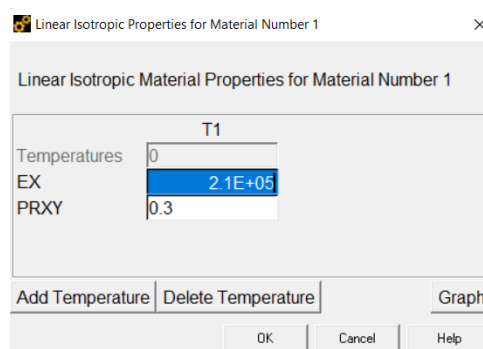 Linear Isotropic Properties for Material Number 1
Linear Isotropic Material Properties for Material Number 1
T1
Temperatures 0
EX 2.1E+05
PRXY 0.3
Add Temperature Delete Temperature Graph
OK Cancel Help